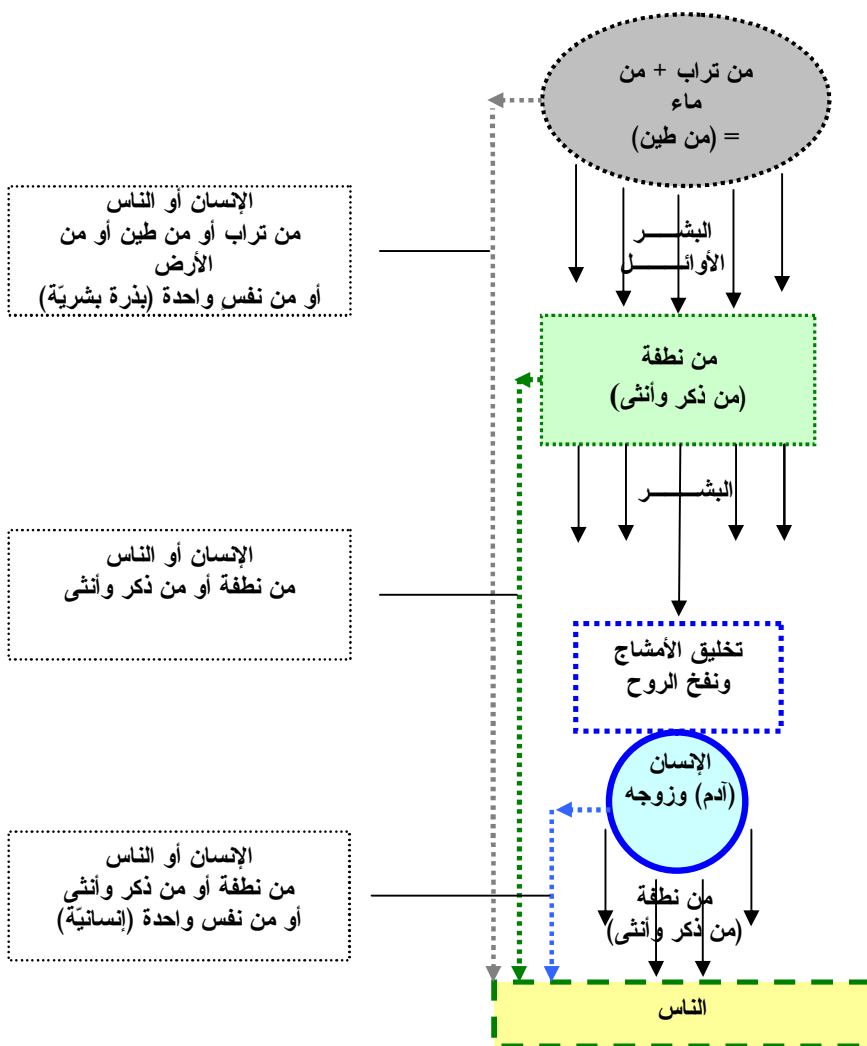 من تراب + من
ماء
= (من طين)
البشـــــر
الأوائـــــل
الإنسان أو الناس
من تراب أو من طين أو من
الأرض
أو من نفسٍ واحدة (بذرة بشريّة)
من نطفة
(من ذكر وأنثى)
البشـــــــر
الإنسان أو الناس
من نطفة أو من ذكر وأنثى
تخليق الأمشاج
ونفخ الروح
الإنسان
(آدم) وزوجه
الإنسان أو الناس
من نطفة أو من ذكر وأنثى
أو من نفس واحدة (إنسانيّة)
من نطفة
(من ذكر وأنثى)
الناس